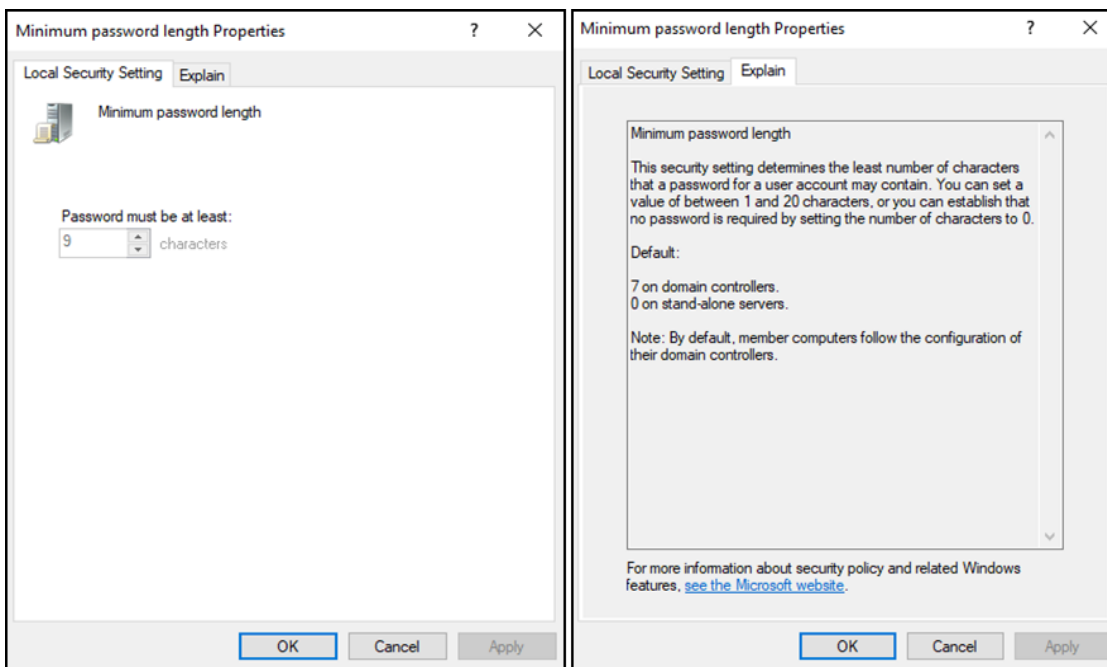 Minimum password length Properties
Local Security Setting
Explain
Minimum password length
Password must be at least:
9
characters
OK
Cancel
Apply
Minimum password length Properties
Local Security Setting
Explain
Minimum password length
This security setting determines the least number of characters
that a password for a user account may contain. You can set a
value of between 1 and 20 characters, or you can establish that
no password is required by setting the number of characters to 0.
Default:
7 on domain controllers.
0 on stand-alone servers.
Note: By default, member computers follow the configuration of
their domain controllers.
For more information about security policy and related Windows
features, see the Microsoft website.
OK
Cancel
Apply